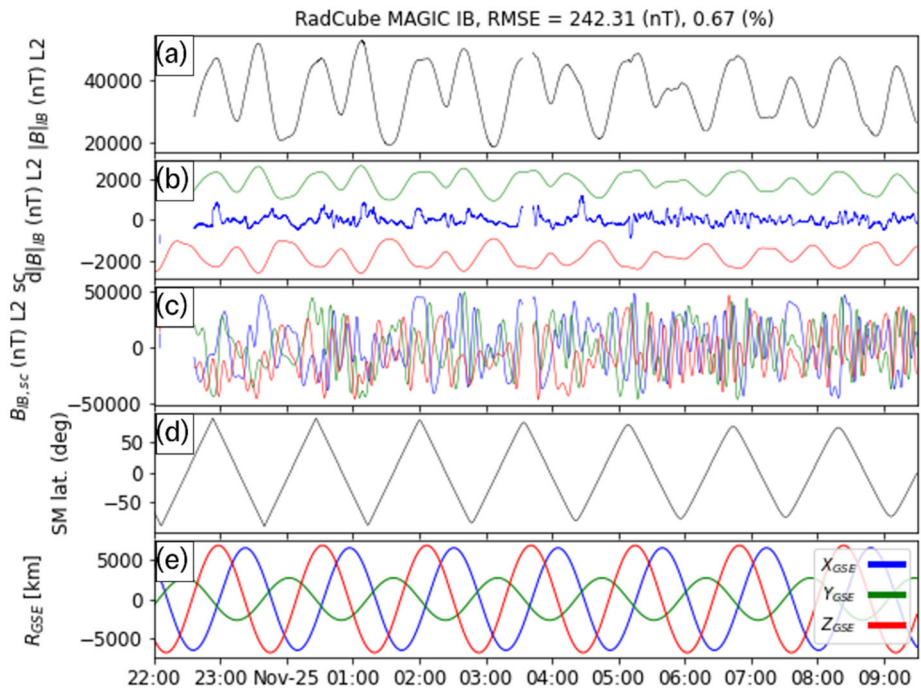 RadCube MAGIC IB, RMSE = 242.31 (nT), 0.67 (%)
(a)
|B|IB (nT) L2
40000
20000
(b)
d|B|IB (nT) L2
2000
0
−2000
(c)
BIB,sc (nT) L2 sc
50000
0
−50000
(d)
SM lat. (deg)
50
0
−50
(e)
RGSE [km]
5000
0
−5000
XGSE
YGSE
ZGSE
22:00 23:00 Nov-25 01:00 02:00 03:00 04:00 05:00 06:00 07:00 08:00 09:00